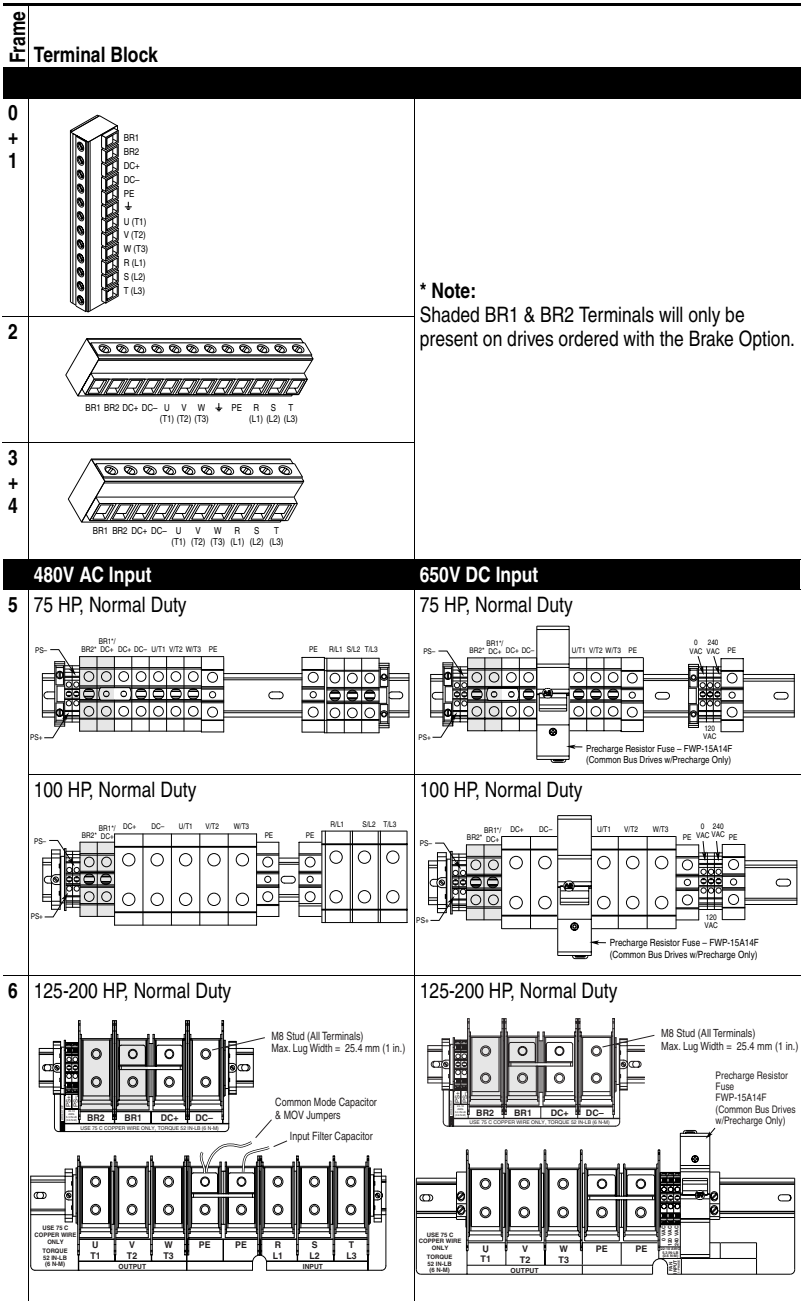 Frame
Terminal Block
0
+
1
BR1
BR2
DC+
DC–
PE
U (T1)
V (T2)
W (T3)
R (L1)
S (L2)
T (L3)
* Note:
Shaded BR1 & BR2 Terminals will only be
present on drives ordered with the Brake Option.
2
BR1 BR2 DC+ DC– U V W PE R S T
(T1) (T2) (T3) (L1) (L2) (L3)
3
+
4
BR1 BR2 DC+ DC– U V W R S T
(T1) (T2) (T3) (L1) (L2) (L3)
480V AC Input
650V DC Input
5
75 HP, Normal Duty
PS–
BR2*
BR1*/
DC+
DC+ DC– U/T1 V/T2 W/T3 PE
PE R/L1 S/L2 T/L3
PS+
75 HP, Normal Duty
PS–
BR2*
BR1*/
DC+
DC+ DC–
U/T1 V/T2 W/T3 PE
0
VAC
240
VAC
PE
120
VAC
PS+
Precharge Resistor Fuse – FWP-15A14F
(Common Bus Drives w/Precharge Only)
100 HP, Normal Duty
PS–
BR2*
BR1*/
DC+
DC+ DC– U/T1 V/T2 W/T3
PE
PE
R/L1 S/L2 T/L3
PS+
100 HP, Normal Duty
PS–
BR2*
BR1*/
DC+
DC+ DC–
U/T1 V/T2 W/T3
PE
0
VAC
240
VAC
PE
120
VAC
PS+
Precharge Resistor Fuse – FWP-15A14F
(Common Bus Drives w/Precharge Only)
6
125-200 HP, Normal Duty
M8 Stud (All Terminals)
Max. Lug Width = 25.4 mm (1 in.)
BR2 BR1 DC+ DC–
USE 75 C COPPER WIRE ONLY, TORQUE 52 IN-LB (6 N-M)
Common Mode Capacitor
& MOV Jumpers
Input Filter Capacitor
USE 75 C
COPPER WIRE
ONLY
TORQUE
52 IN-LB
(6 N-M)
U V W PE PE R S T
T1 T2 T3 L1 L2 L3
OUTPUT INPUT
125-200 HP, Normal Duty
M8 Stud (All Terminals)
Max. Lug Width = 25.4 mm (1 in.)
BR2 BR1 DC+ DC–
USE 75 C COPPER WIRE ONLY, TORQUE 52 IN-LB (6 N-M)
Precharge Resistor
Fuse
FWP-15A14F
(Common Bus Drives
w/Precharge Only)
USE 75 C
COPPER WIRE
ONLY
TORQUE
52 IN-LB
(6 N-M)
U V W PE PE
T1 T2 T3
OUTPUT